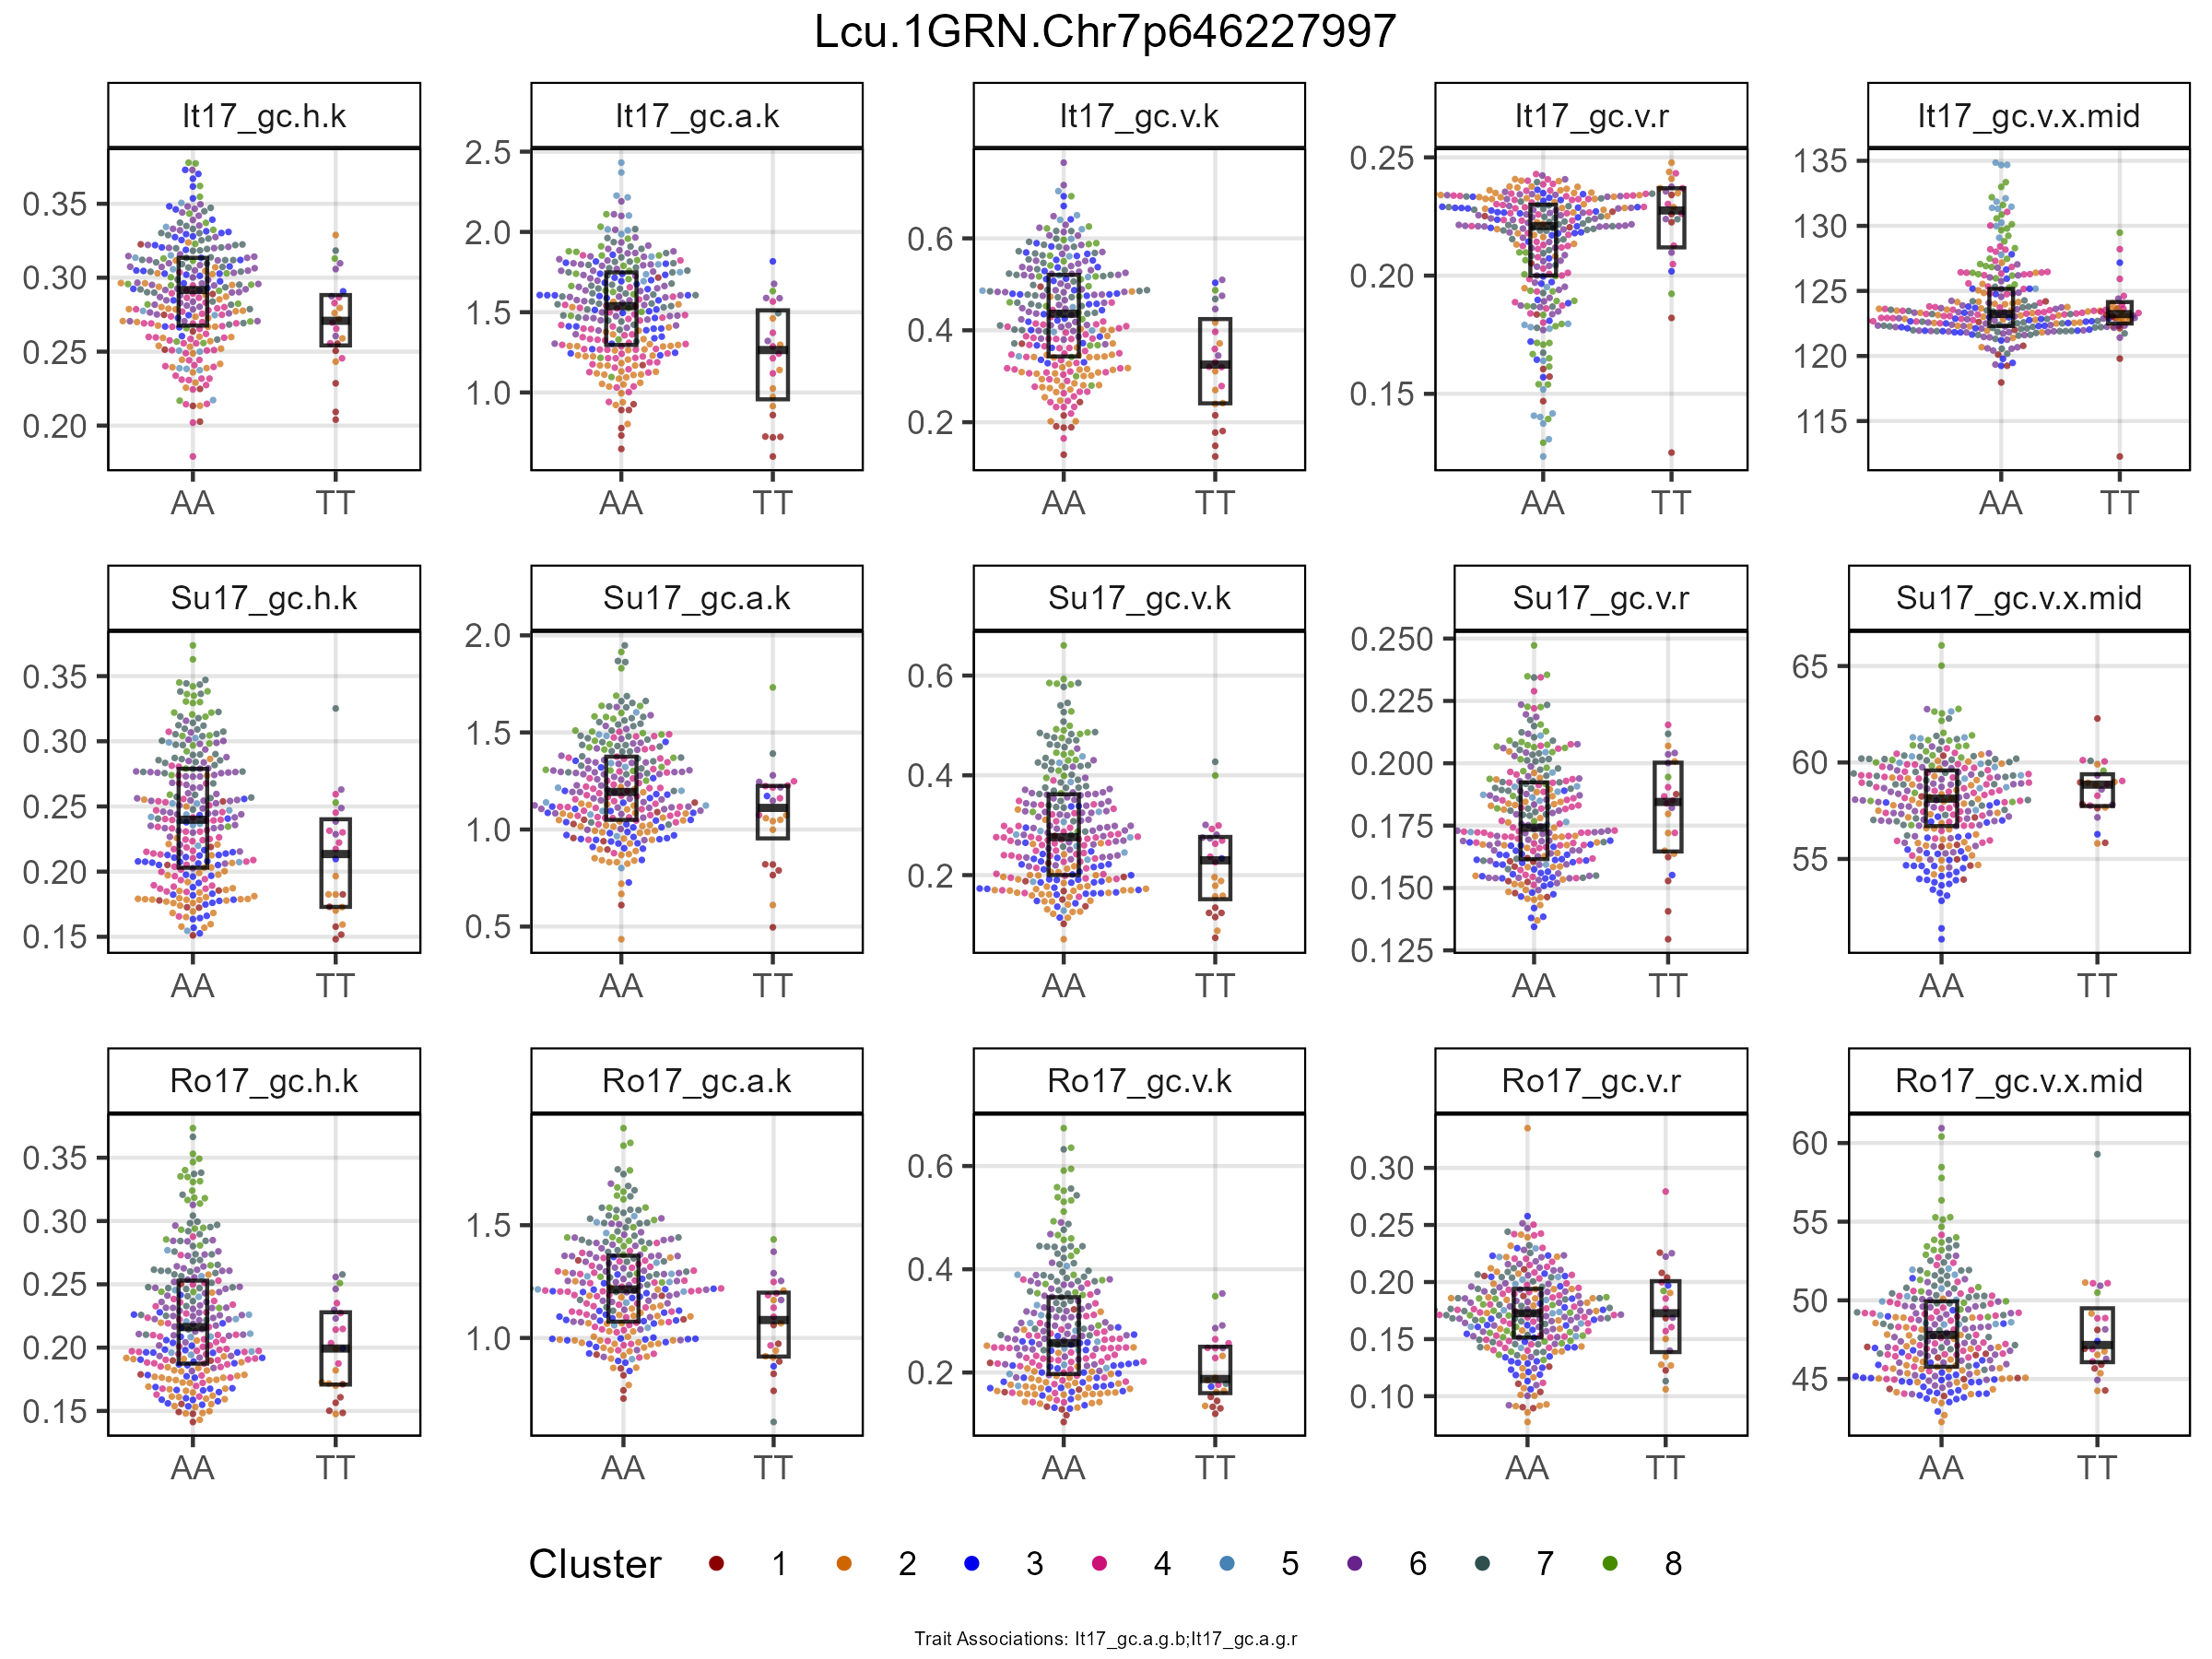 Lcu.1GRN.Chr7p646227997
It17_gc.h.k It17_gc.a.k It17_gc.v.k It17_gc.v.r It17_gc.v.x.mid
0.35 0.30 0.25 0.20
2.5 2.0 1.5 1.0
0.6 0.4 0.2
0.25 0.20 0.15
135 130 125 120 115
AA TT AA TT AA TT AA TT AA TT
Su17_gc.h.k Su17_gc.a.k Su17_gc.v.k Su17_gc.v.r Su17_gc.v.x.mid
0.35 0.30 0.25 0.20 0.15
2.0 1.5 1.0 0.5
0.6 0.4 0.2
0.250 0.225 0.200 0.175 0.150 0.125
65 60 55
AA TT AA TT AA TT AA TT AA TT
Ro17_gc.h.k Ro17_gc.a.k Ro17_gc.v.k Ro17_gc.v.r Ro17_gc.v.x.mid
0.35 0.30 0.25 0.20 0.15
1.5 1.0
0.6 0.4 0.2
0.30 0.25 0.20 0.15 0.10
60 55 50 45
AA TT AA TT AA TT AA TT AA TT
Cluster 1 2 3 4 5 6 7 8
Trait Associations: It17_gc.a.g.b;It17_gc.a.g.r